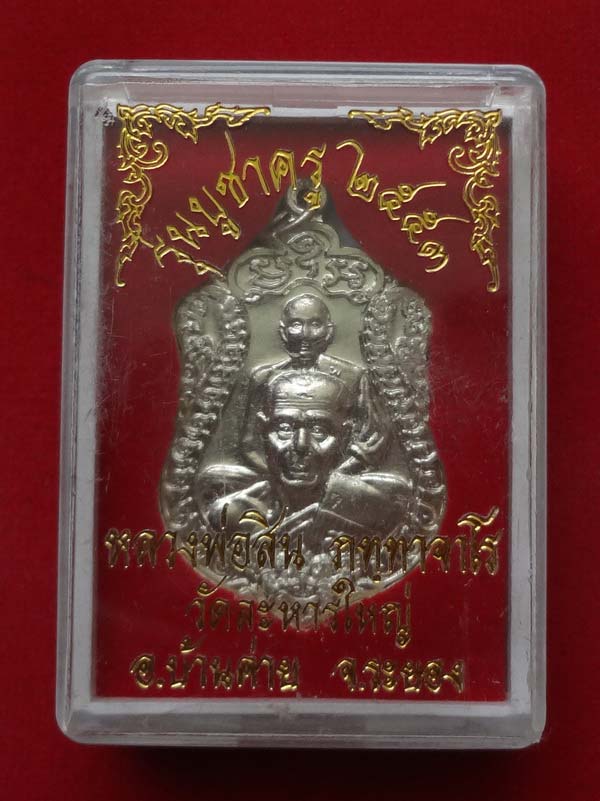 รุ่นบูชาครู ๒๕๕๓
หลวงพ่อสิน ภทฺทาจาโร
วัดละหารใหญ่
อ.บ้านค่าย จ.ระยอง